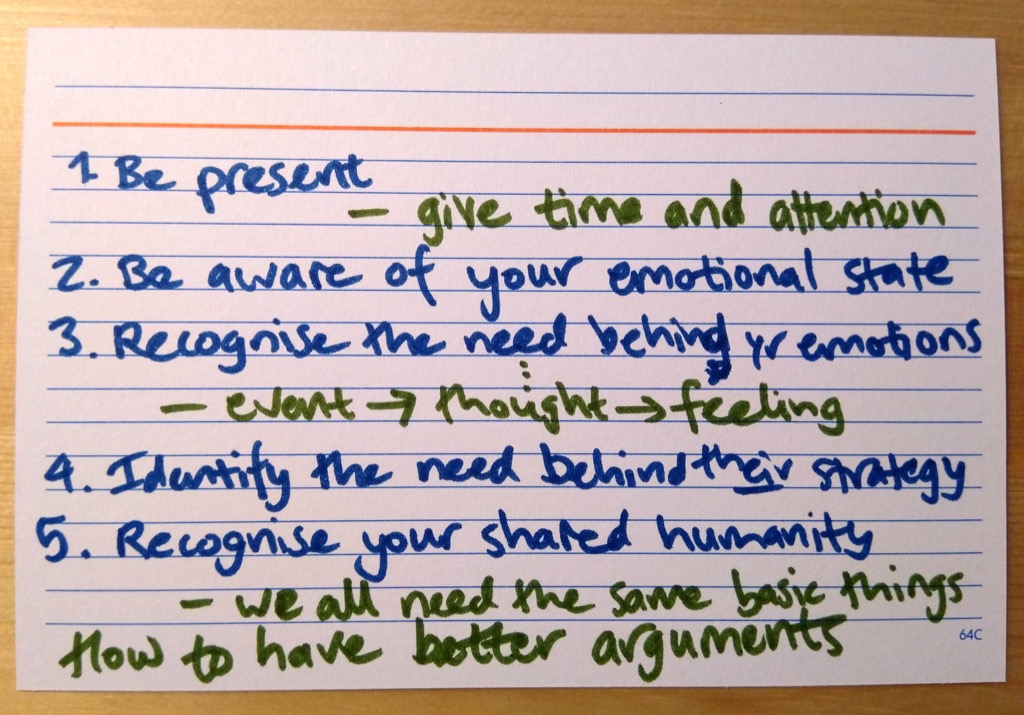 1 Be present
- give time and attention
2. Be aware of your emotional state
3. Recognise the need behind yr emotions
- event → thought → feeling
4. Identify the need behind their strategy
5. Recognise your shared humanity
- we all need the same basic things
64C
How to have better arguments